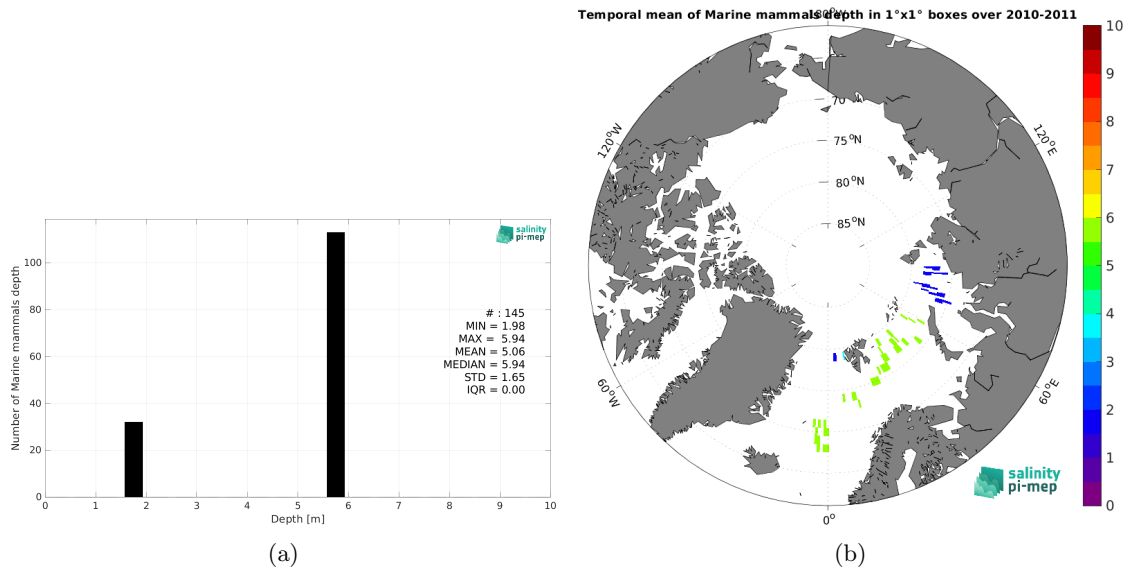 Number of Marine mammals depth
100
80
60
40
20
0
0 1 2 3 4 5 6 7 8 9 10
Depth [m]
salinity
pi-mep
# : 145
MIN = 1.98
MAX = 5.94
MEAN = 5.06
MEDIAN = 5.94
STD = 1.65
IQR = 0.00
(a)
Temporal mean of Marine mammals depth in 1°x1° boxes over 2010-2011
180°W
120°W
120°E
70°N
75°N
80°N
85°N
60°W
60°E
0°
salinity
pi-mep
10
9
8
7
6
5
4
3
2
1
0
(b)